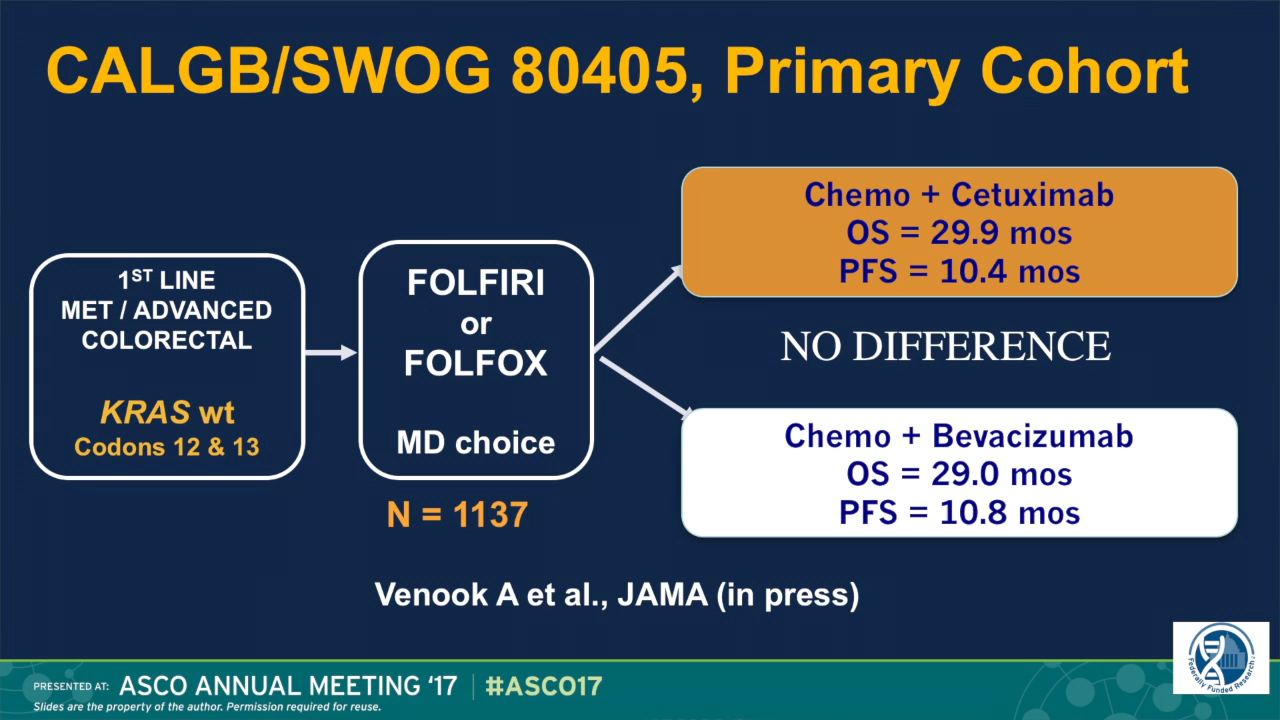 CALGB/SWOG 80405, Primary Cohort
1ST LINE
MET / ADVANCED
COLORECTAL
KRAS wt
Codons 12 & 13
FOLFIRI
or
FOLFOX
MD choice
N = 1137
Chemo + Cetuximab
OS = 29.9 mos
PFS = 10.4 mos
NO DIFFERENCE
Chemo + Bevacizumab
OS = 29.0 mos
PFS = 10.8 mos
Venook A et al., JAMA (in press)
Federally Funded Research
PRESENTED AT: ASCO ANNUAL MEETING ‘17 | #ASCO17
Slides are the property of the author. Permission required for reuse.